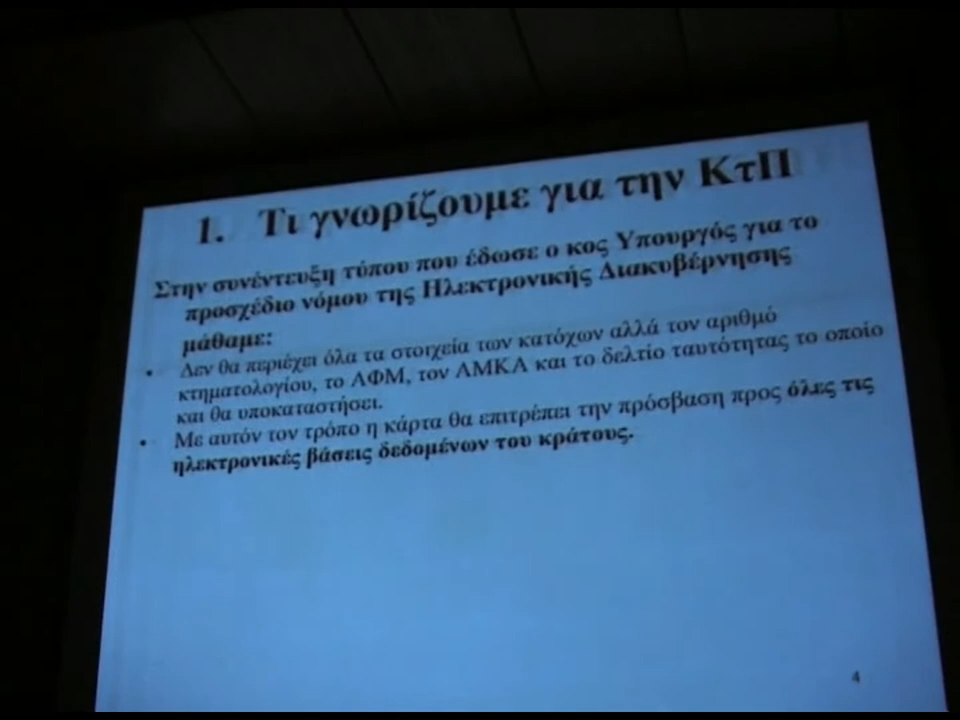 1. Τι γνωρίζουμε για την ΚτΠ
Στην συνέντευξη τύπου που έδωσε ο κος Υπουργός για το
προσχέδιο νόμου της Ηλεκτρονικής Διακυβέρνησης
μάθαμε:
• Δεν θα περιέχει όλα τα στοιχεία των κατόχων αλλά τον αριθμό
κτηματολογίου, το ΑΦΜ, τον ΑΜΚΑ και το δελτίο ταυτότητας το οποίο
και θα υποκαταστήσει.
• Με αυτόν τον τρόπο η κάρτα θα επιτρέπει την πρόσβαση προς όλες τις
ηλεκτρονικές βάσεις δεδομένων του κράτους.
4